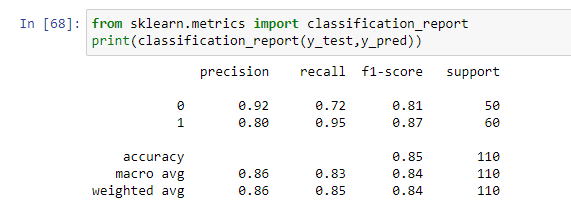 In [68]: from sklearn.metrics import classification_report
print(classification_report(y_test,y_pred))
precision recall f1-score support
0 0.92 0.72 0.81 50
1 0.80 0.95 0.87 60
accuracy 0.85 110
macro avg 0.86 0.83 0.84 110
weighted avg 0.86 0.85 0.84 110